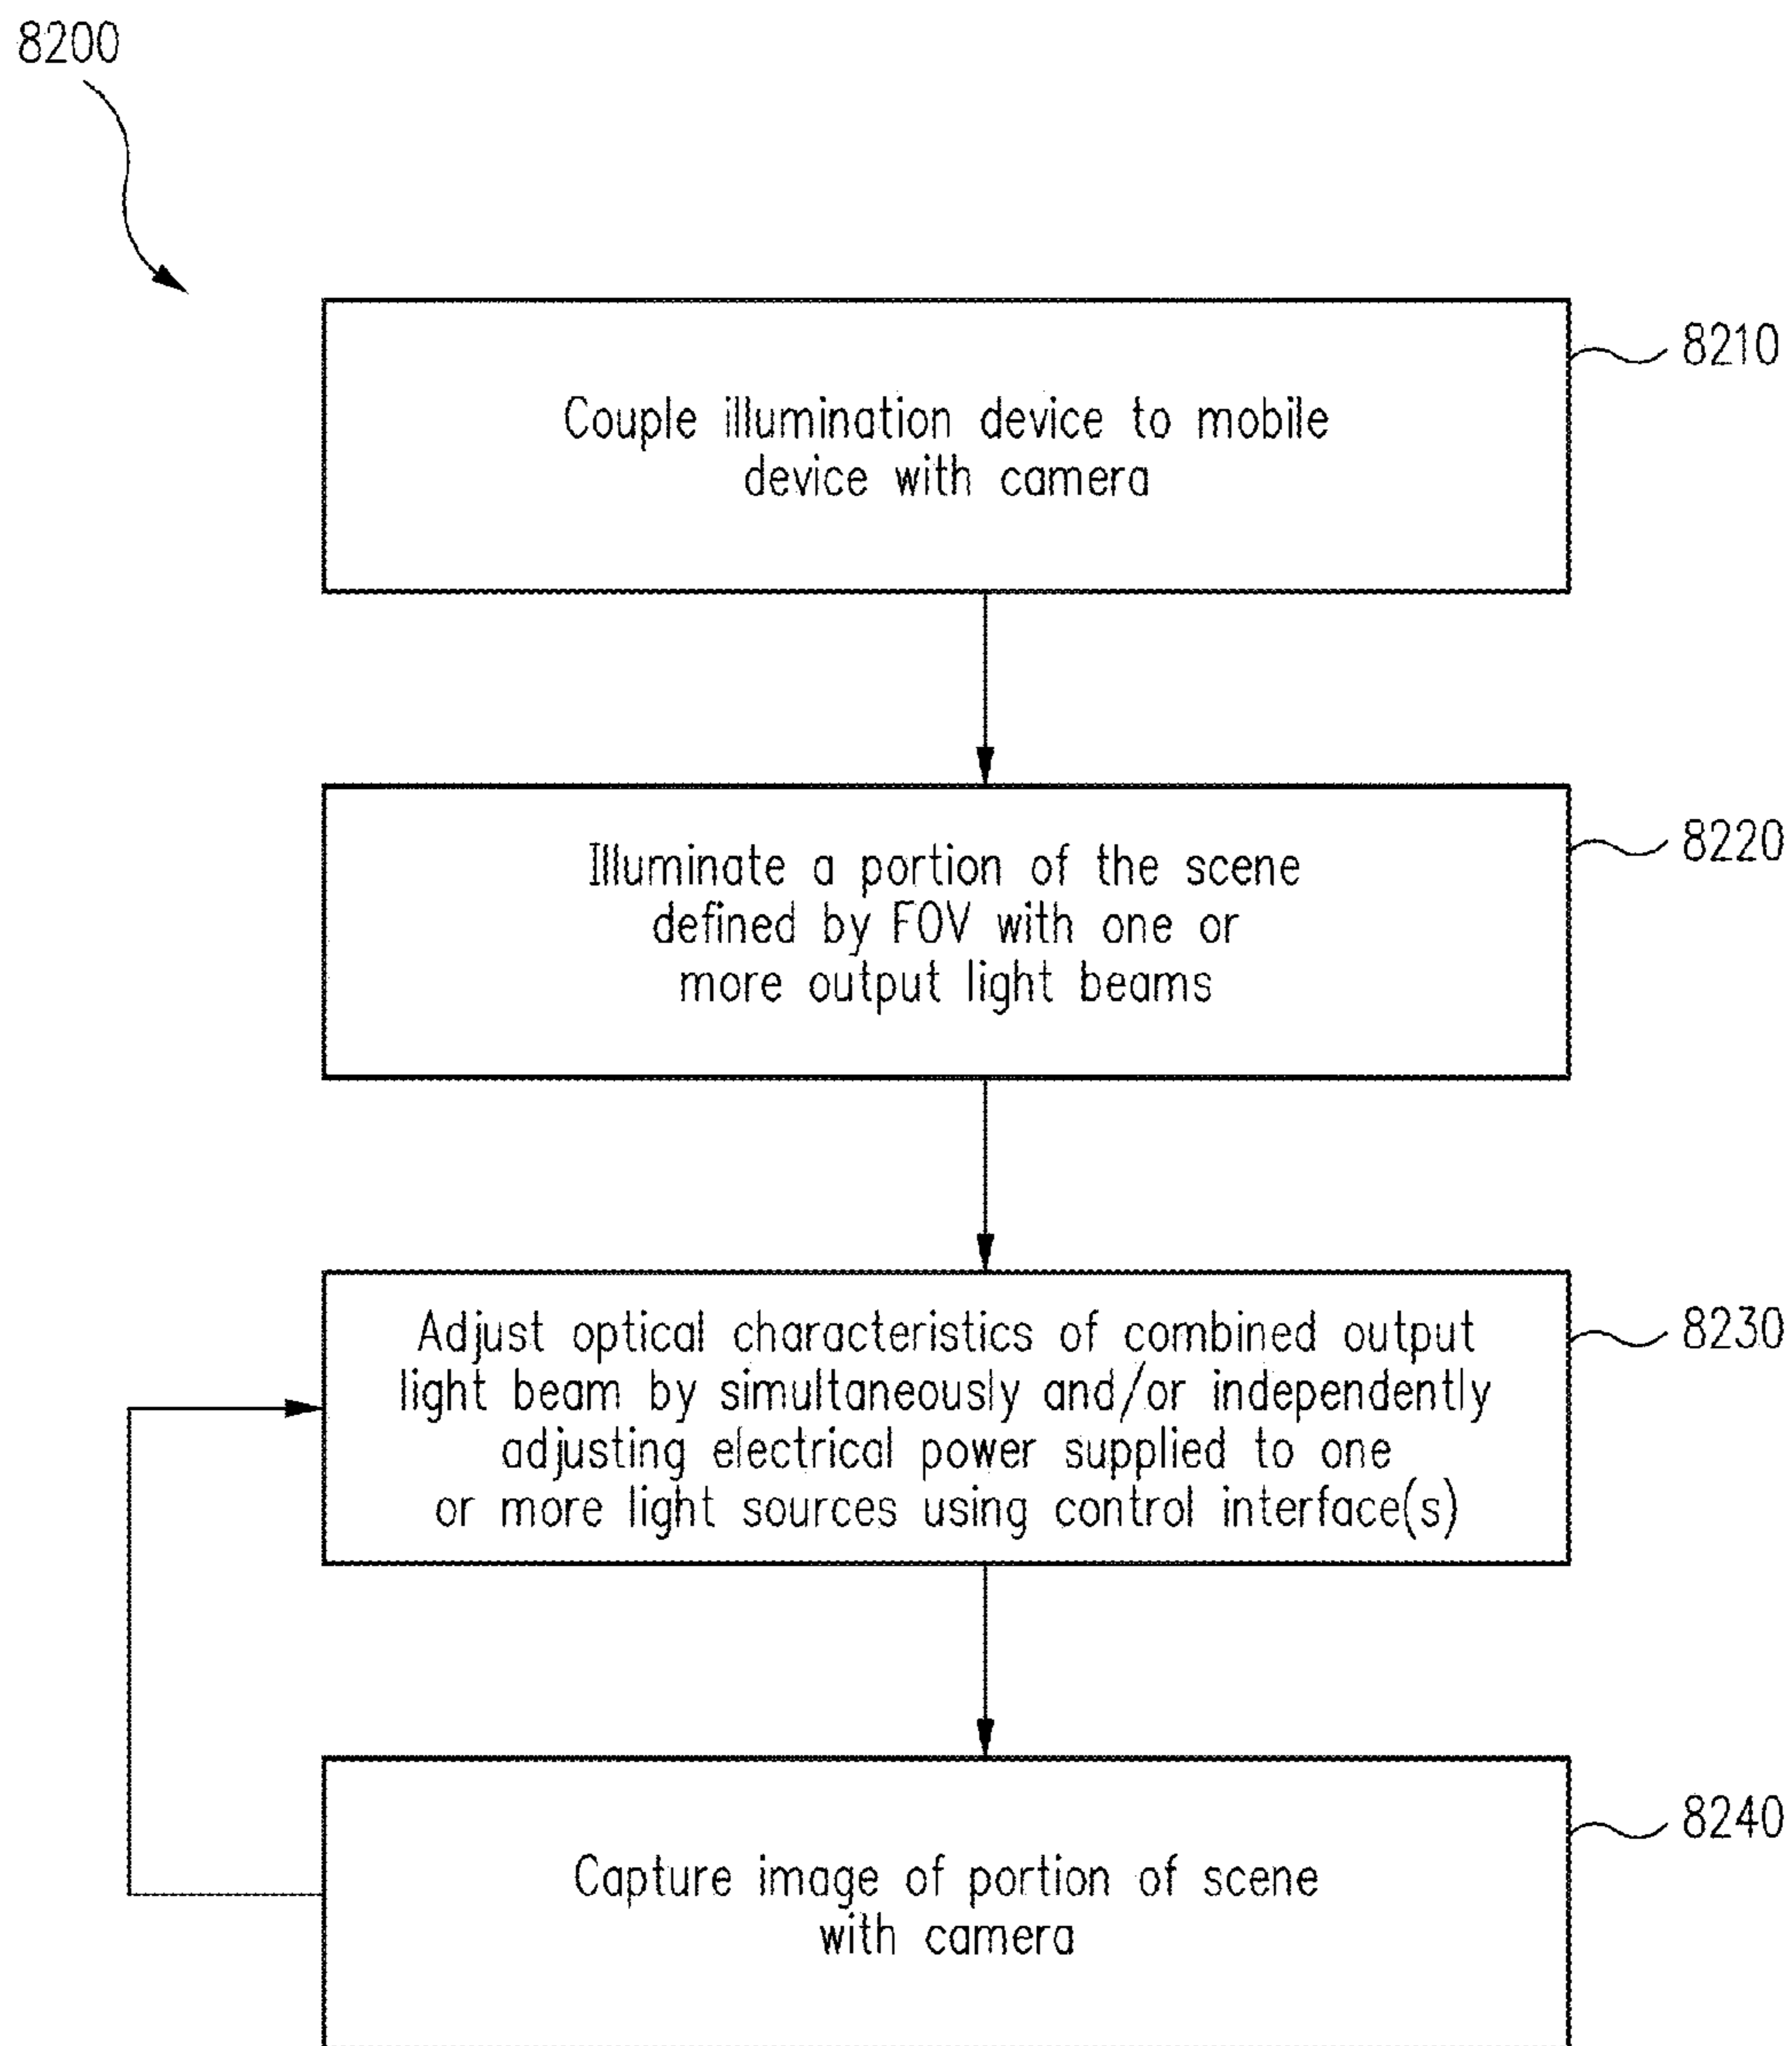 8200
8210
Couple illumination device to mobile
device with camera
8220
Illuminate a portion of the scene
defined by FOV with one or
more output light beams
8230
Adjust optical characteristics of combined output
light beam by simultaneously and/or independently
adjusting electrical power supplied to one
or more light sources using control interface(s)
8240
Capture image of portion of scene
with camera